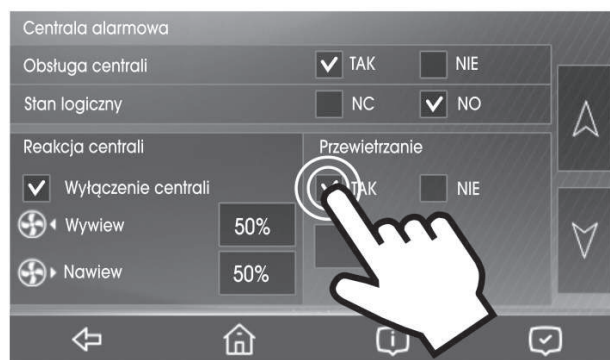 Centrala alarmowa
Obsługa centrali TAK NIE
Stan logiczny NC NO
Reakcja centrali Przewietrzanie
Wyłączenie centrali TAK NIE
Wywiew 50%
Nawiew 50%